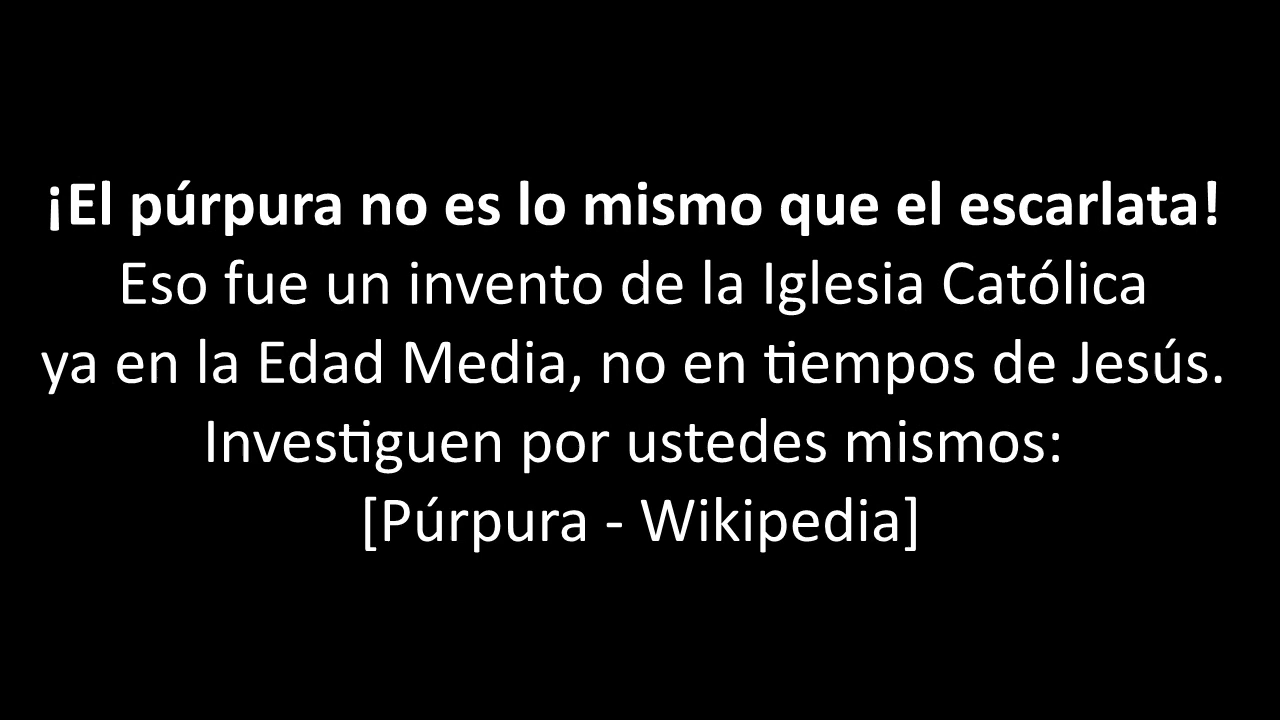 ¡El púrpura no es lo mismo que el escarlata!
Eso fue un invento de la Iglesia Católica
ya en la Edad Media, no en tiempos de Jesús.
Investiguen por ustedes mismos:
[Púrpura - Wikipedia]